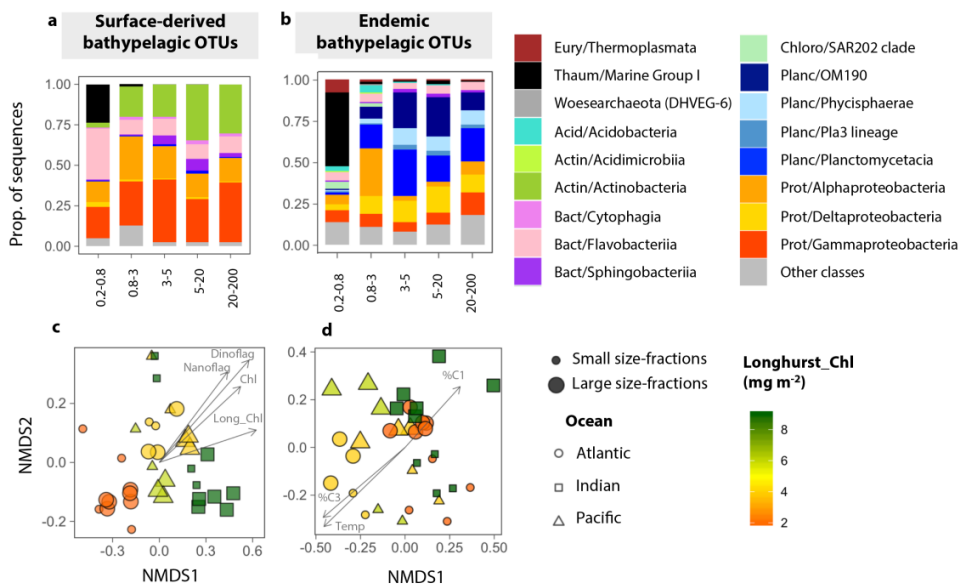 a
Surface-derived
bathypelagic OTUs
b
Endemic
bathypelagic OTUs
Prop. of sequences
1.00
0.75
0.50
0.25
0.00
0.2-0.8
0.8-3
3-5
5-20
20-200
1.00
0.75
0.50
0.25
0.00
0.2-0.8
0.8-3
3-5
5-20
20-200
Eury/Thermoplasmata
Thaum/Marine Group I
Woesearchaeota (DHVEG-6)
Acid/Acidobacteria
Actin/Acidimicrobiia
Actin/Actinobacteria
Bact/Cytophagia
Bact/Flavobacteriia
Bact/Sphingobacteriia
Chloro/SAR202 clade
Planc/OM190
Planc/Phycisphaerae
Planc/Pla3 lineage
Planc/Planctomycetacia
Prot/Alphaproteobacteria
Prot/Deltaproteobacteria
Prot/Gammaproteobacteria
Other classes
c
NMDS2
0.2
0.0
-0.2
-0.3
0.0
0.3
0.6
NMDS1
Dinoflag
Nanoflag
Chl
Long_Chl
d
0.4
0.2
0.0
-0.2
-0.50
-0.25
0.00
0.25
0.50
NMDS1
%C1
%C3
Temp
Small size-fractions
Large size-fractions
Ocean
Atlantic
Indian
Pacific
Longhurst_Chl
(mg m⁻²)
8
6
4
2